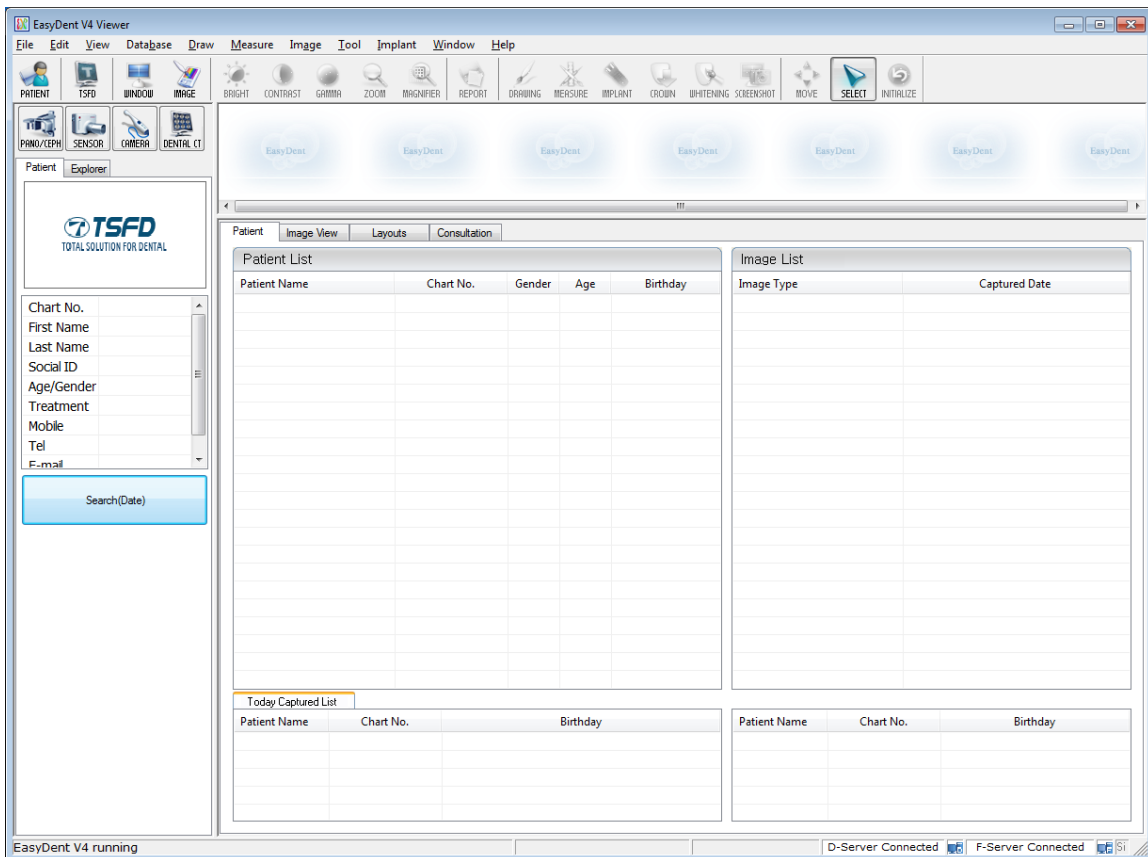 EasyDent V4 Viewer
File Edit View Database Draw Measure Image Tool Implant Window Help
PATIENT TSFD WINDOW IMAGE BRIGHT CONTRAST GAMMA ZOOM MAGNIFIER REPORT DRAWING MEASURE IMPLANT CROWN WHITENING SCREENSHOT MOVE SELECT INITIALIZE
PANO/CEPH SENSOR CAMERA DENTAL CT
EasyDent EasyDent EasyDent EasyDent EasyDent EasyDent EasyDent
Patient Explorer
TSFD
TOTAL SOLUTION FOR DENTAL
Chart No.
First Name
Last Name
Social ID
Age/Gender
Treatment
Mobile
Tel
E-mail
Search(Date)
Patient Image View Layouts Consultation
Patient List
Patient Name Chart No. Gender Age Birthday
Image List
Image Type Captured Date
Today Captured List
Patient Name Chart No. Birthday
Patient Name Chart No. Birthday
EasyDent V4 running
D-Server Connected F-Server Connected Si